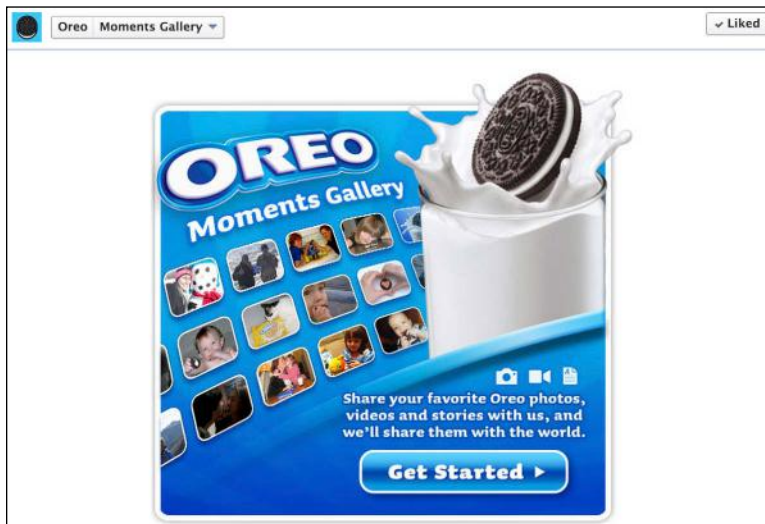 Oreo Moments Gallery
✓ Liked
OREO
Moments Gallery
Share your favorite Oreo photos,
videos and stories with us, and
we'll share them with the world.
Get Started